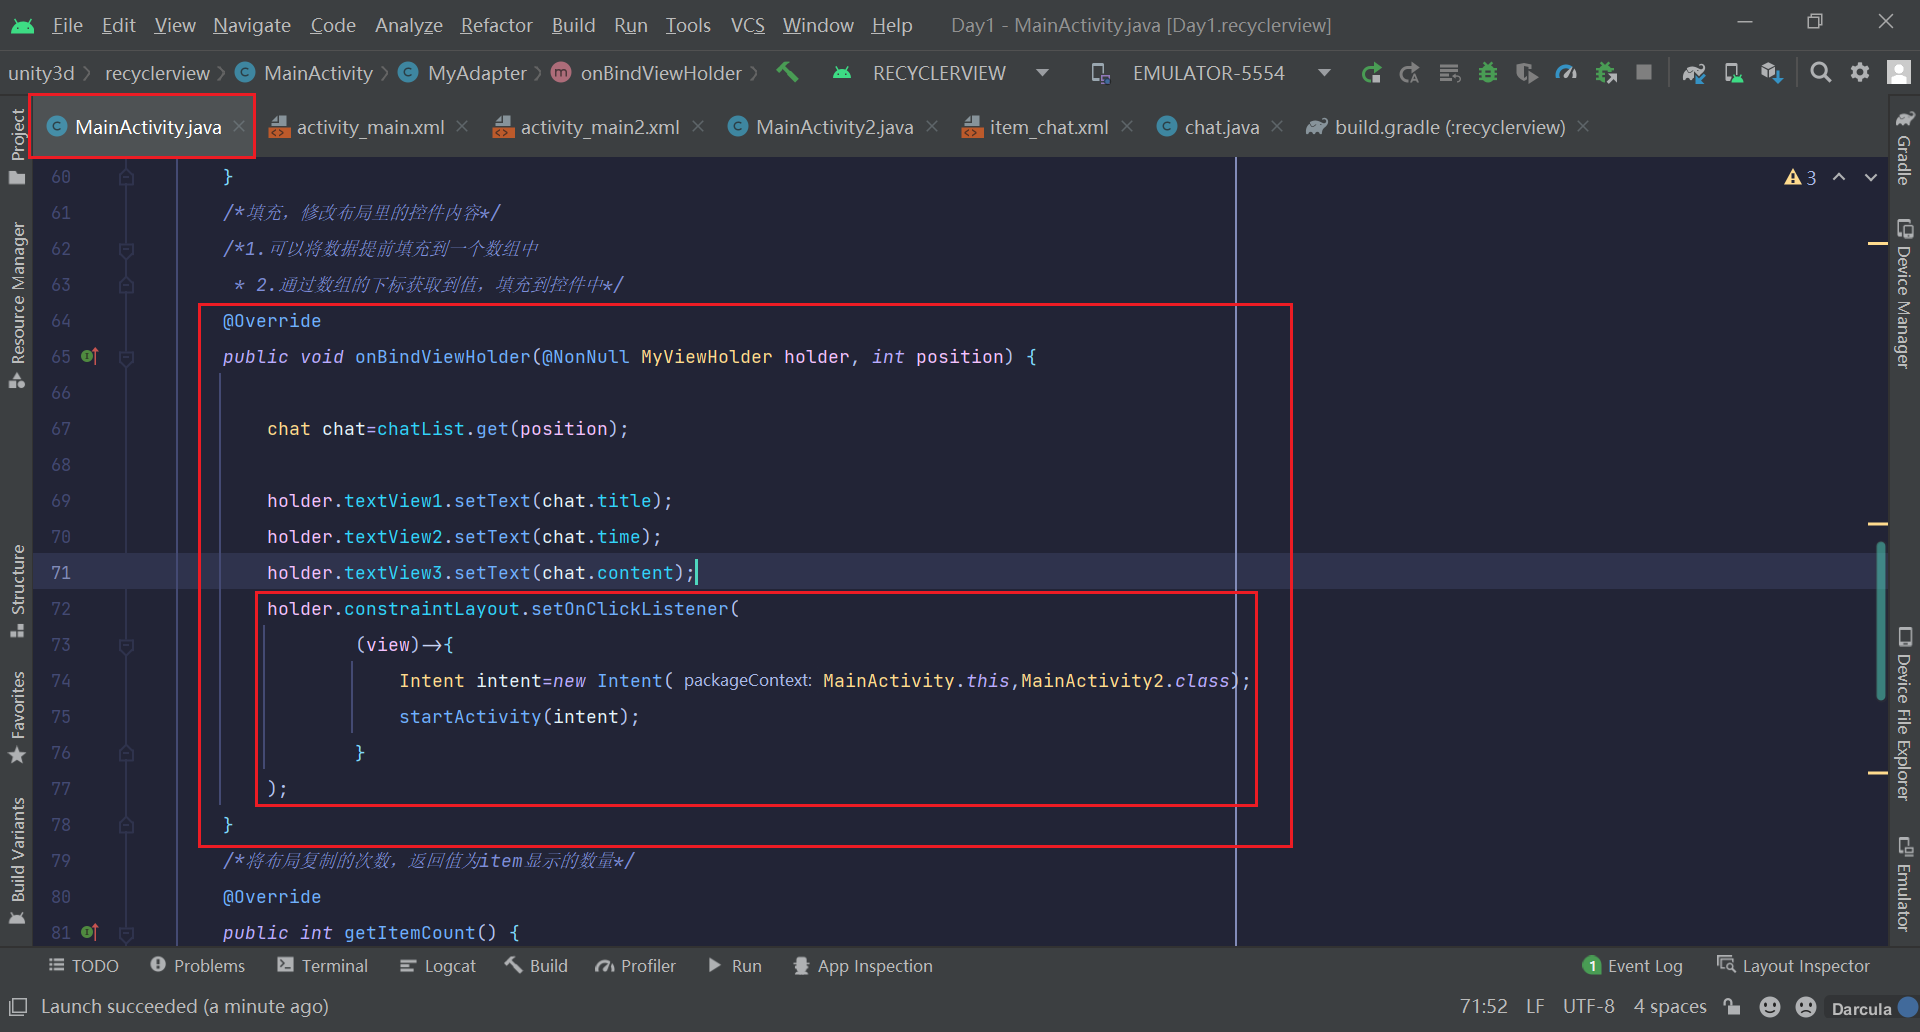 File Edit View Navigate Code Analyze Refactor Build Run Tools VCS Window Help Day1 - MainActivity.java [Day1.recyclerview]
unity3d recyclerview MainActivity MyAdapter onBindViewHolder RECYCLERVIEW EMULATOR-5554
MainActivity.java activity_main.xml activity_main2.xml MainActivity2.java item_chat.xml chat.java build.gradle (:recyclerview)
Project
Resource Manager
Structure
Favorites
Build Variants
3
60 }
61 /*填充，修改布局里的控件内容*/
62 /*1.可以将数据提前填充到一个数组中
63 * 2.通过数组的下标获取到值，填充到控件中*/
64 @Override
65 public void onBindViewHolder(@NonNull MyViewHolder holder, int position) {
66
67 chat chat=chatList.get(position);
68
69 holder.textView1.setText(chat.title);
70 holder.textView2.setText(chat.time);
71 holder.textView3.setText(chat.content);
72 holder.constraintLayout.setOnClickListener(
73 (view)->{
74 Intent intent=new Intent( packageContext: MainActivity.this,MainActivity2.class);
75 startActivity(intent);
76 }
77 );
78 }
79 /*将布局复制的次数，返回值为item显示的数量*/
80 @Override
81 public int getItemCount() {
Gradle
Device Manager
Device File Explorer
Emulator
TODO Problems Terminal Logcat Build Profiler Run App Inspection 1 Event Log Layout Inspector
Launch succeeded (a minute ago) 71:52 LF UTF-8 4 spaces Darcula